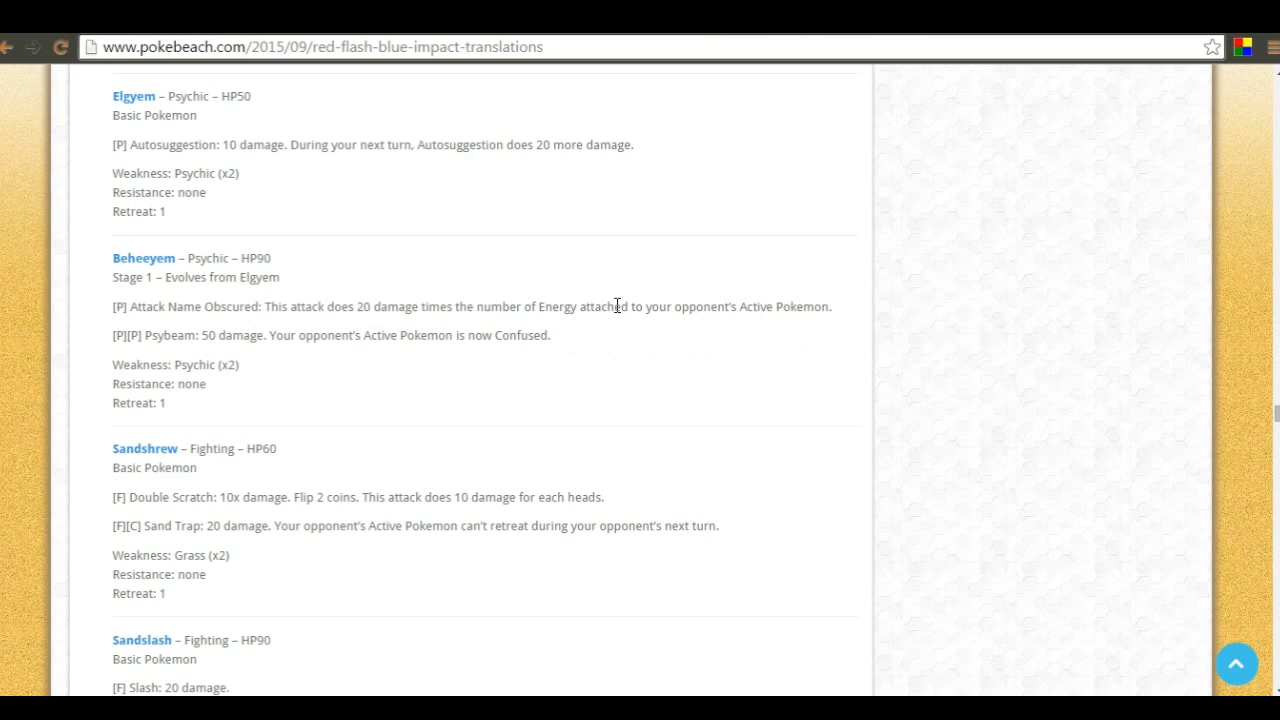 www.pokebeach.com/2015/09/red-flash-blue-impact-translations
Elgyem – Psychic – HP50
Basic Pokemon
[P] Autosuggestion: 10 damage. During your next turn, Autosuggestion does 20 more damage.
Weakness: Psychic (x2)
Resistance: none
Retreat: 1
Beheeyem – Psychic – HP90
Stage 1 – Evolves from Elgyem
[P] Attack Name Obscured: This attack does 20 damage times the number of Energy attached to your opponent's Active Pokemon.
[P][P] Psybeam: 50 damage. Your opponent's Active Pokemon is now Confused.
Weakness: Psychic (x2)
Resistance: none
Retreat: 1
Sandshrew – Fighting – HP60
Basic Pokemon
[F] Double Scratch: 10x damage. Flip 2 coins. This attack does 10 damage for each heads.
[F][C] Sand Trap: 20 damage. Your opponent's Active Pokemon can't retreat during your opponent's next turn.
Weakness: Grass (x2)
Resistance: none
Retreat: 1
Sandslash – Fighting – HP90
Basic Pokemon
[F] Slash: 20 damage.